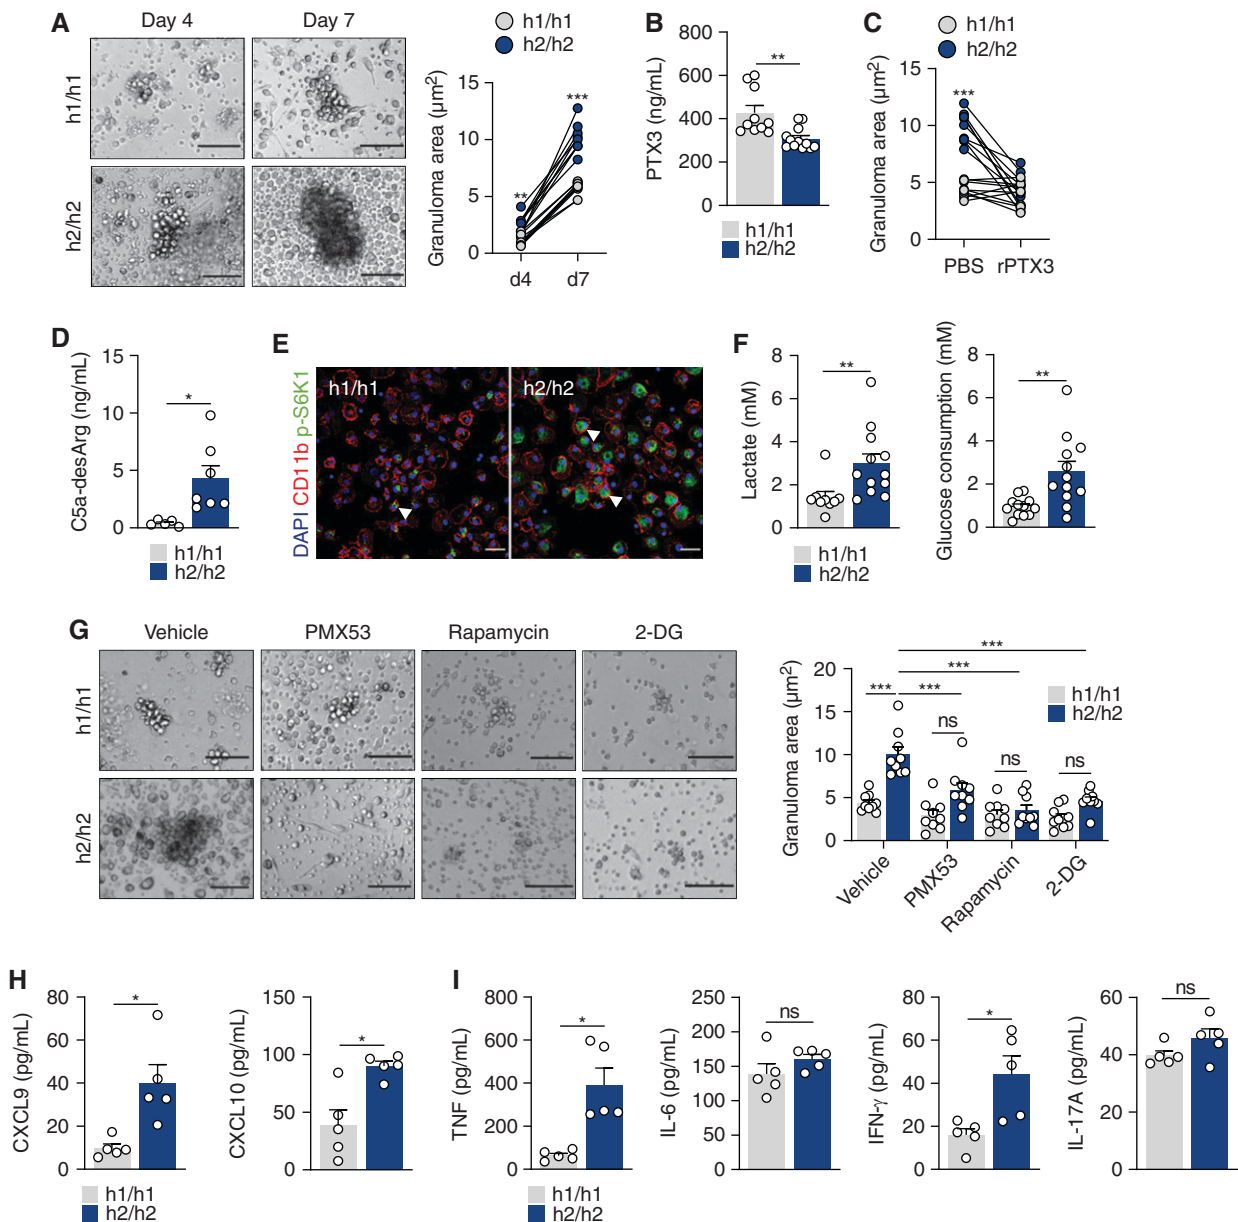 A
Day 4
Day 7
h1/h1
h2/h2
h1/h1
h2/h2
Granuloma area (µm²)
15
10
5
0
**
***
d4
d7
B
PTX3 (ng/mL)
800
600
400
200
0
**
h1/h1
h2/h2
C
h1/h1
h2/h2
Granuloma area (µm²)
15
10
5
0
***
PBS
rPTX3
D
C5a-desArg (ng/mL)
15
10
5
0
*
h1/h1
h2/h2
E
DAPI CD11b p-S6K1
h1/h1
h2/h2
F
Lactate (mM)
8
6
4
2
0
**
h1/h1
h2/h2
Glucose consumption (mM)
8
6
4
2
0
**
G
Vehicle
PMX53
Rapamycin
2-DG
h1/h1
h2/h2
Granuloma area (µm²)
20
15
10
5
0
***
***
***
***
ns
ns
ns
h1/h1
h2/h2
Vehicle
PMX53
Rapamycin
2-DG
H
CXCL9 (pg/mL)
80
60
40
20
0
*
h1/h1
h2/h2
CXCL10 (pg/mL)
150
100
50
0
*
I
TNF (pg/mL)
800
600
400
200
0
*
h1/h1
h2/h2
IL-6 (pg/mL)
250
200
150
100
50
0
ns
IFN-γ (pg/mL)
80
60
40
20
0
*
IL-17A (pg/mL)
60
40
20
0
ns